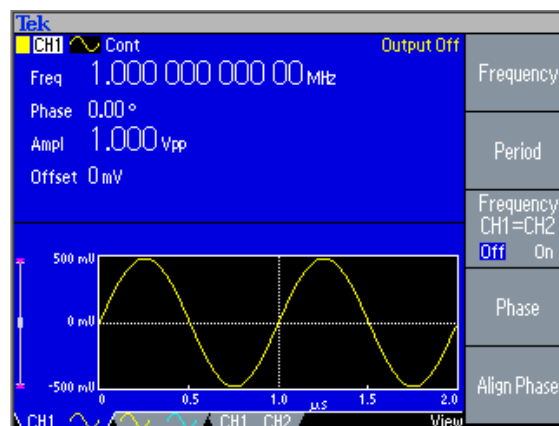 Tek
CH1 Cont Output Off
Freq 1.000 000 000 00 MHz
Phase 0.00 °
Ampl 1.000 Vpp
Offset 0 mV
500 mV
0 mV
-500 mV
0 0.5 1.0 μs 1.5 2.0
CH1 CH1 CH2 View
Frequency
Period
Frequency
CH1=CH2
Off On
Phase
Align Phase